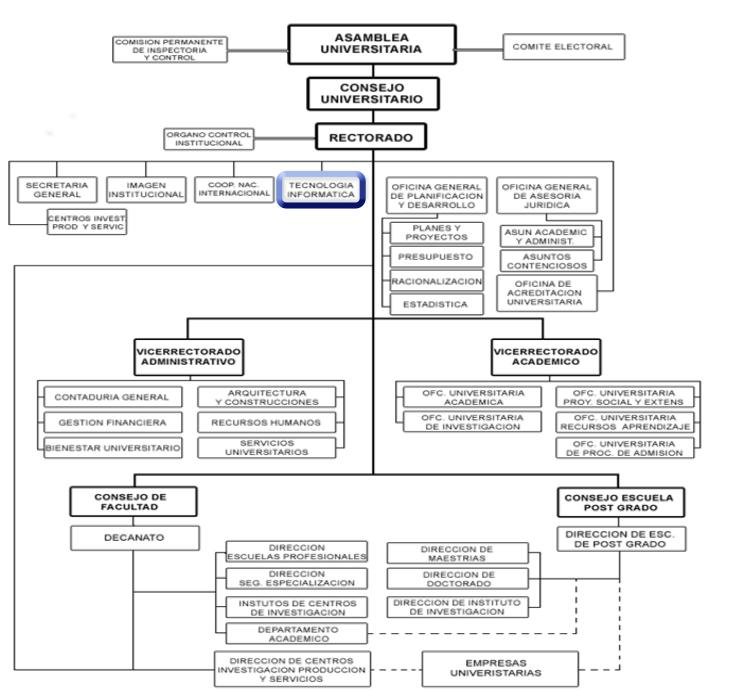 ASAMBLEA
UNIVERSITARIA
COMISION PERMANENTE
DE INSPECTORIA
Y CONTROL
COMITE ELECTORAL
CONSEJO
UNIVERSITARIO
ORGANO CONTROL
INSTITUCIONAL
RECTORADO
SECRETARIA
GENERAL
IMAGEN
INSTITUCIONAL
COOP. NAC.
INTERNACIONAL
TECNOLOGIA
INFORMATICA
OFICINA GENERAL
DE PLANIFICACION
Y DESARROLLO
OFICINA GENERAL
DE ASESORIA
JURIDICA
CENTROS INVEST
PROD Y SERVIC
PLANES Y
PROYECTOS
PRESUPUESTO
RACIONALIZACION
ESTADISTICA
ASUN ACADEMIC
Y ADMINIST.
ASUNTOS
CONTENCIOSOS
OFICINA DE
ACREDITACION
UNIVERSITARIA
VICERRECTORADO
ADMINISTRATIVO
VICERRECTORADO
ACADEMICO
CONTADURIA GENERAL
GESTION FINANCIERA
BIENESTAR UNIVERSITARIO
ARQUITECTURA
Y CONSTRUCCIONES
RECURSOS HUMANOS
SERVICIOS
UNIVERSITARIOS
OFC. UNIVERSITARIA
ACADEMICA
OFC. UNIVERSITARIA
DE INVESTIGACION
OFC. UNIVERSITARIA
PROY. SOCIAL Y EXTENS
OFC. UNIVERSITARIA
RECURSOS APRENDIZAJE
OFC. UNIVERSITARIA
DE PROC. DE ADMISION
CONSEJO DE
FACULTAD
DECANATO
CONSEJO ESCUELA
POST GRADO
DIRECCION DE ESC.
DE POST GRADO
DIRECCION
ESCUELAS PROFESIONALES
DIRECCION
SEG. ESPECIALIZACION
INSTUTOS DE CENTROS
DE INVESTIGACION
DEPARTAMENTO
ACADEMICO
DIRECCION DE
MAESTRIAS
DIRECCION DE
DOCTORADO
DIRECCION DE INSTITUTO
DE INVESTIGACION
DIRECCION DE CENTROS
INVESTIGACION PRODUCCION
Y SERVICIOS
EMPRESAS
UNIVERISTARIAS